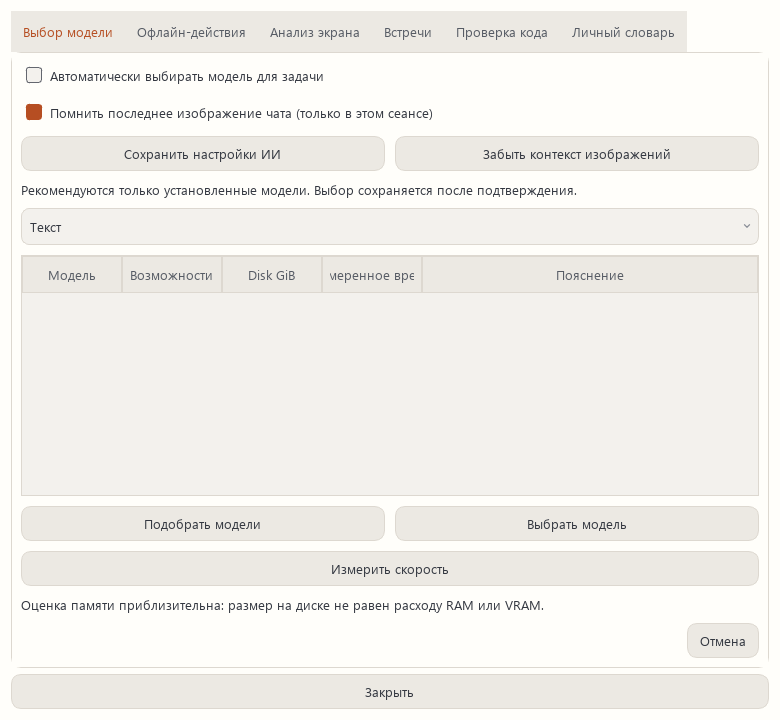 Выбор модели Офлайн-действия Анализ экрана Встречи Проверка кода Личный словарь
Автоматически выбирать модель для задачи
Помнить последнее изображение чата (только в этом сеансе)
Сохранить настройки ИИ Забыть контекст изображений
Рекомендуются только установленные модели. Выбор сохраняется после подтверждения.
Текст
Модель Возможности Disk GiB меренное вре Пояснение
Подобрать модели Выбрать модель
Измерить скорость
Оценка памяти приблизительна: размер на диске не равен расходу RAM или VRAM.
Отмена
Закрыть